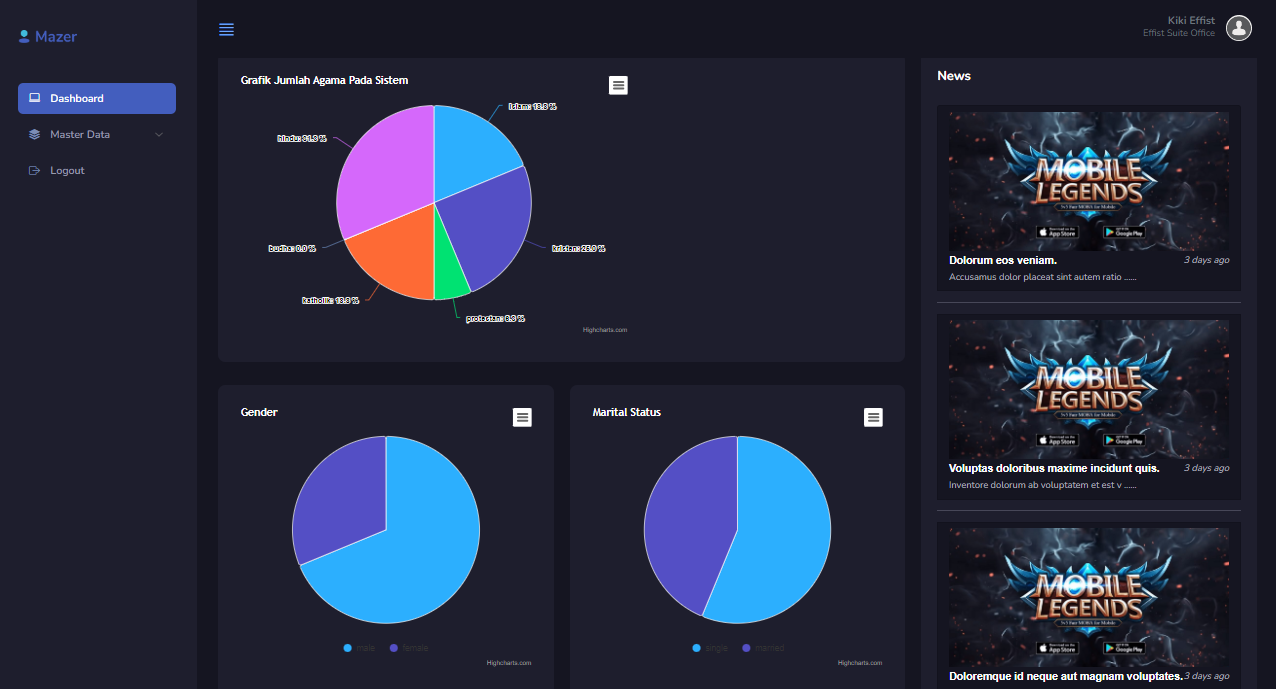 Mazer
Dashboard
Master Data
Logout
Kiki Effist
Effist Suite Office
Grafik Jumlah Agama Pada Sistem
islam: 18.8 %
hindu: 31.3 %
budha: 0.0 %
kristen: 25.0 %
katholik: 18.8 %
protestan: 6.3 %
Highcharts.com
Gender
male
female
Highcharts.com
Marital Status
single
married
Highcharts.com
News
MOBILE
LEGENDS
5v5 Fair MOBA for Mobile
App Store
Google Play
Dolorum eos veniam.
3 days ago
Accusamus dolor placeat sint autem ratio ......
MOBILE
LEGENDS
5v5 Fair MOBA for Mobile
App Store
Google Play
Voluptas doloribus maxime incidunt quis.
3 days ago
Inventore dolorum ab voluptatem et est v ......
MOBILE
LEGENDS
5v5 Fair MOBA for Mobile
App Store
Google Play
Doloremque id neque aut magnam voluptates.
3 days ago